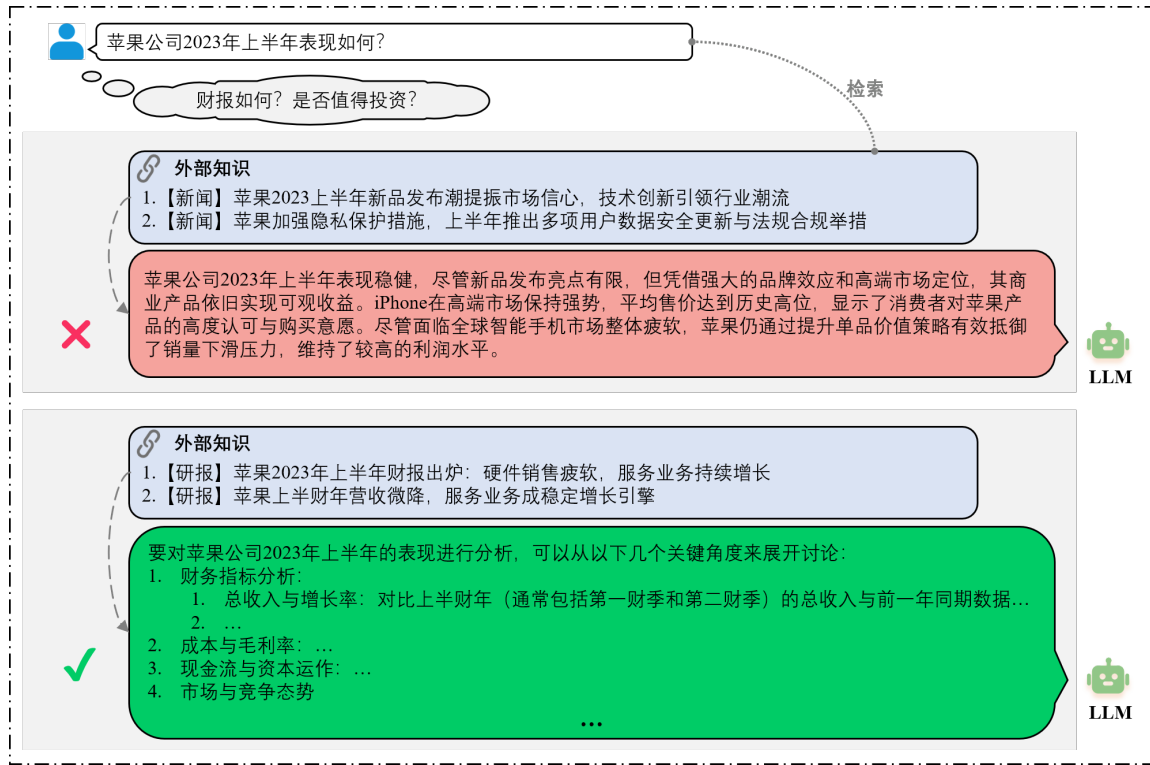 苹果公司2023年上半年表现如何？
财报如何？是否值得投资？
检索
外部知识
1.【新闻】苹果2023上半年新品发布潮提振市场信心，技术创新引领行业潮流
2.【新闻】苹果加强隐私保护措施，上半年推出多项用户数据安全更新与法规合规举措
苹果公司2023年上半年表现稳健，尽管新品发布亮点有限，但凭借强大的品牌效应和高端市场定位，其商
业产品依旧实现可观收益。iPhone在高端市场保持强势，平均售价达到历史高位，显示了消费者对苹果产
品的高度认可与购买意愿。尽管面临全球智能手机市场整体疲软，苹果仍通过提升单品价值策略有效抵御
了销量下滑压力，维持了较高的利润水平。
LLM
外部知识
1.【研报】苹果2023年上半年财报出炉：硬件销售疲软，服务业务持续增长
2.【研报】苹果上半财年营收微降，服务业务成稳定增长引擎
要对苹果公司2023年上半年的表现进行分析，可以从以下几个关键角度来展开讨论：
1. 财务指标分析：
1. 总收入与增长率：对比上半财年（通常包括第一财季和第二财季）的总收入与前一年同期数据…
2. …
2. 成本与毛利率：…
3. 现金流与资本运作：…
4. 市场与竞争态势
…
LLM